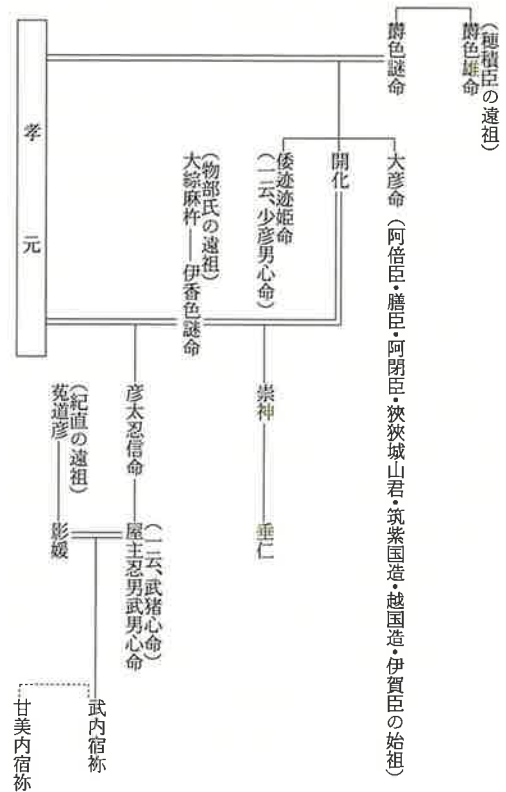 (穂積臣の遠祖)
欝色雄命
欝色謎命
大彦命(阿倍臣・膳臣・阿閉臣・狹狹城山君・筑紫国造・越国造・伊賀臣の始祖)
開化
倭迹迹姫命
(一云、少彦男心命)
(物部氏の遠祖)
大綜麻杵
伊香色謎命
孝元
崇神
垂仁
彦太忍信命
(一云、武猪心命)
屋主忍男武男心命
(紀直の遠祖)
菟道彦
影媛
武内宿祢
甘美内宿祢